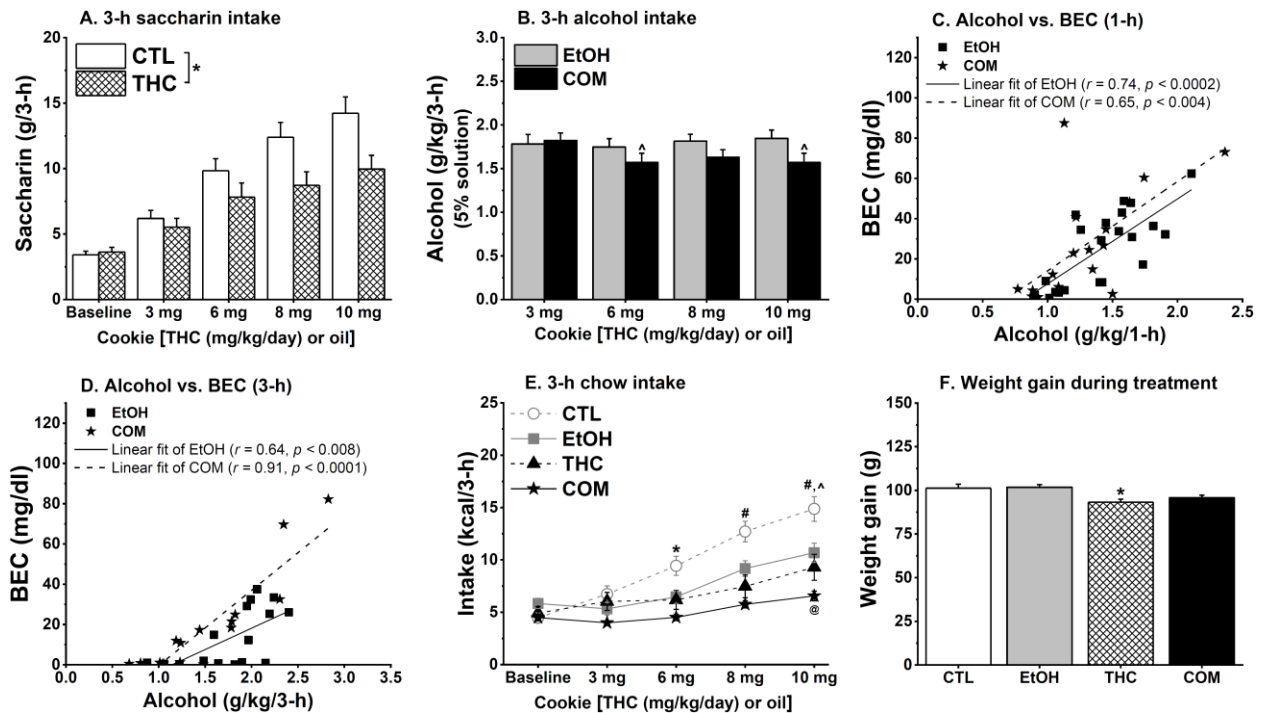 A. 3-h saccharin intake
Saccharin (g/3-h)
20
15
10
5
0
CTL
THC
*
Baseline 3 mg 6 mg 8 mg 10 mg
Cookie [THC (mg/kg/day) or oil]
B. 3-h alcohol intake
Alcohol (g/kg/3-h)
(5% solution)
3.0
2.5
2.0
1.5
1.0
0.5
0.0
EtOH
COM
^ ^
3 mg 6 mg 8 mg 10 mg
Cookie [THC (mg/kg/day) or oil]
C. Alcohol vs. BEC (1-h)
BEC (mg/dl)
120
100
80
60
40
20
0
EtOH
COM
Linear fit of EtOH (r = 0.74, p < 0.0002)
Linear fit of COM (r = 0.65, p < 0.004)
0.0 0.5 1.0 1.5 2.0 2.5
Alcohol (g/kg/1-h)
D. Alcohol vs. BEC (3-h)
BEC (mg/dl)
120
100
80
60
40
20
0
EtOH
COM
Linear fit of EtOH (r = 0.64, p < 0.008)
Linear fit of COM (r = 0.91, p < 0.0001)
0.0 0.5 1.0 1.5 2.0 2.5 3.0 3.5
Alcohol (g/kg/3-h)
E. 3-h chow intake
Intake (kcal/3-h)
25
20
15
10
5
0
CTL
EtOH
THC
COM
* # #,^
@
Baseline 3 mg 6 mg 8 mg 10 mg
Cookie [THC (mg/kg/day) or oil]
F. Weight gain during treatment
Weight gain (g)
150
125
100
75
50
25
0
*
CTL EtOH THC COM